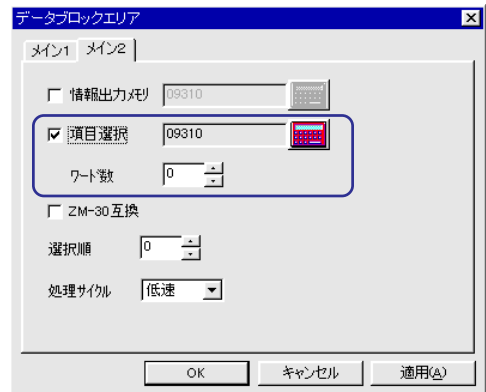 データブロックエリア
メイン1 メイン2
情報出力メモリ 09310
項目選択 09310
ワード数 0
ZM-30互換
選択順 0
処理サイクル 低速
OK キャンセル 適用(A)